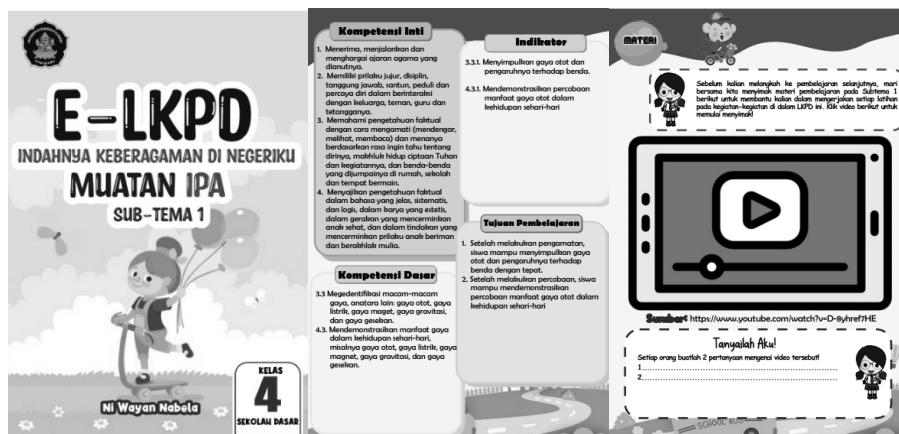 E-LKPD
INDAHNYA KEBERAGAMAN DI NEGERIKU
MUATAN IPA
SUB-TEMA 1
Ni Wayan Nabela
KELAS
4
SEKOLAH DASAR
Kompetensi Inti
1. Menerima, menjalankan dan
menghargai ajaran agama yang
dianutnya.
2. Memiliki prilaku jujur, disiplin,
tanggung jawab, santun, peduli dan
percaya diri dalam berinteraksi
dengan keluarga, teman, guru dan
tetangganya.
3. Memahami pengetahuan faktual
dengan cara mengamati (mendengar,
melihat, membaca) dan menanya
berdasarkan rasa ingin tahu tentang
dirinya, makhluk hidup ciptaan Tuhan
dan kegiatannya, dan benda-benda
yang dijumpainya di rumah, sekolah
dan tempat bermain.
4. Menyajikan pengetahuan faktual
dalam bahasa yang jelas, sistematis,
dan logis, dalam karya yang estetis,
dalam gerakan yang mencerminkan
anak sehat, dan dalam tindakan yang
mencerminkan prilaku anak beriman
dan berakhlak mulia.
Kompetensi Dasar
3.3 Megedentifikasi macam-macam
gaya, anatara lain: gaya otot, gaya
listrik, gaya maget, gaya gravitasi,
dan gaya gesekan.
4.3. Mendemonstrasikan manfaat gaya
dalam kehidupan sehari-hari,
misalnya gaya otot, gaya listrik, gaya
magnet, gaya gravitasi, dan gaya
gesekan.
Indikator
3.3.1. Menyimpulkan gaya otot dan
pengaruhnya terhadap benda.
4.3.1. Mendemonstrasikan percobaan
manfaat gaya otot dalam
kehidupan sehari-hari
Tujuan Pembelajaran
1. Setelah melakukan pengamatan,
siswa mampu menyimpulkan gaya
otot dan pengaruhnya terhadap
benda dengan tepat.
2. Setelah melakukan percobaan, siswa
mampu mendemonstrasikan
percobaan manfaat gaya otot dalam
kehidupan sehari-hari
MATERI
Sebelum kalian melangkah ke pembelajaran selanjutnya, mari
bersama kita menyimak materi pembelajaran pada Subtema 1
berikut untuk membantu kalian dalam mengerjakan setiap latihan
pada kegiatan-kegiatan di dalam LKPD ini. Klik video berikut untuk
memulai menyimak!
Sumber: https://www.youtube.com/watch?v=D-8yhref7HE
Tanyailah Aku!
Setiap orang buatlah 2 pertanyaan mengenai video tersebut!
1
2
SCHOOL BUS